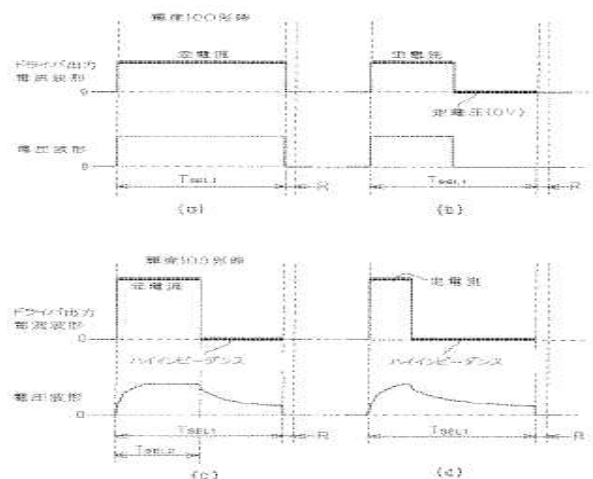 輝度100%時
定電流
定電流
ドライバ出力
電流波形
0
定電圧(0V)
電圧波形
0
TSEL1
R
TSEL1
R
(a)
(b)
輝度100%時
定電流
定電流
ドライバ出力
電流波形
0
ハイインピーダンス
ハイインピーダンス
電圧波形
0
TSEL1
R
TSEL1
R
TSEL2
(c)
(d)